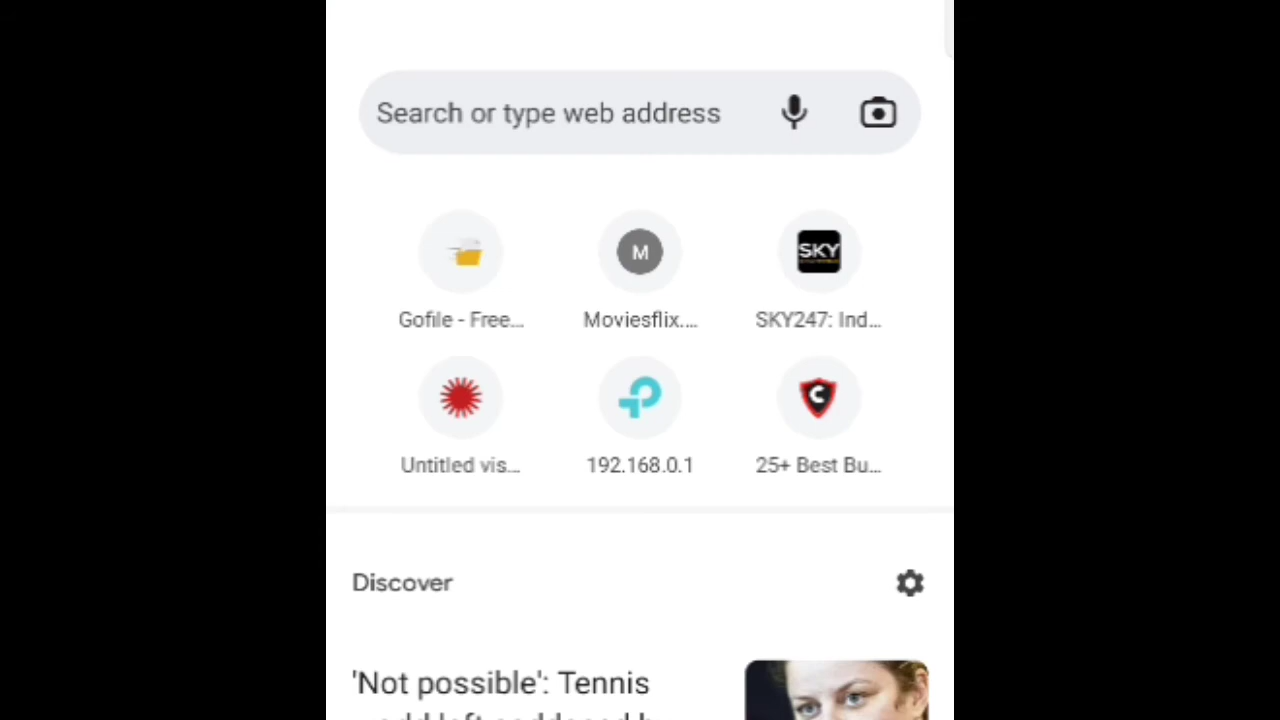 Search or type web address
M
SKY
Gofile - Free...
Moviesflix....
SKY247: Ind...
C
Untitled vis...
192.168.0.1
25+ Best Bu...
Discover
'Not possible': Tennis